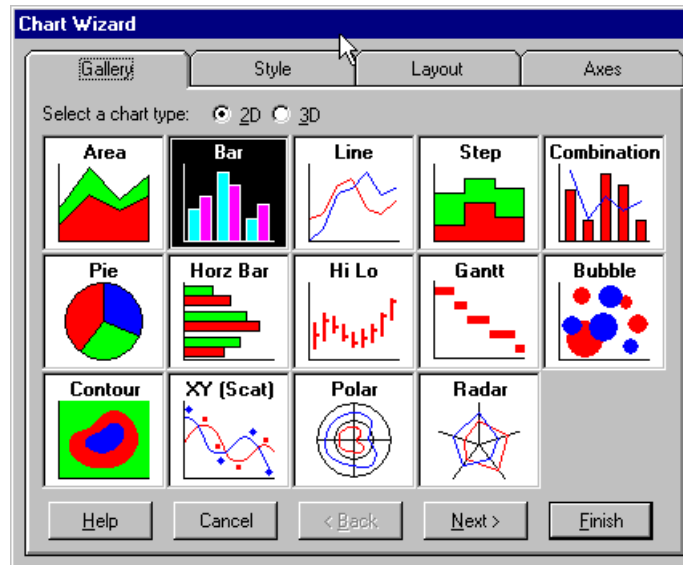 Chart Wizard
Gallery Style Layout Axes
Select a chart type: 2D 3D
Area Bar Line Step Combination
Pie Horz Bar Hi Lo Gantt Bubble
Contour XY (Scat) Polar Radar
Help Cancel < Back Next > Finish